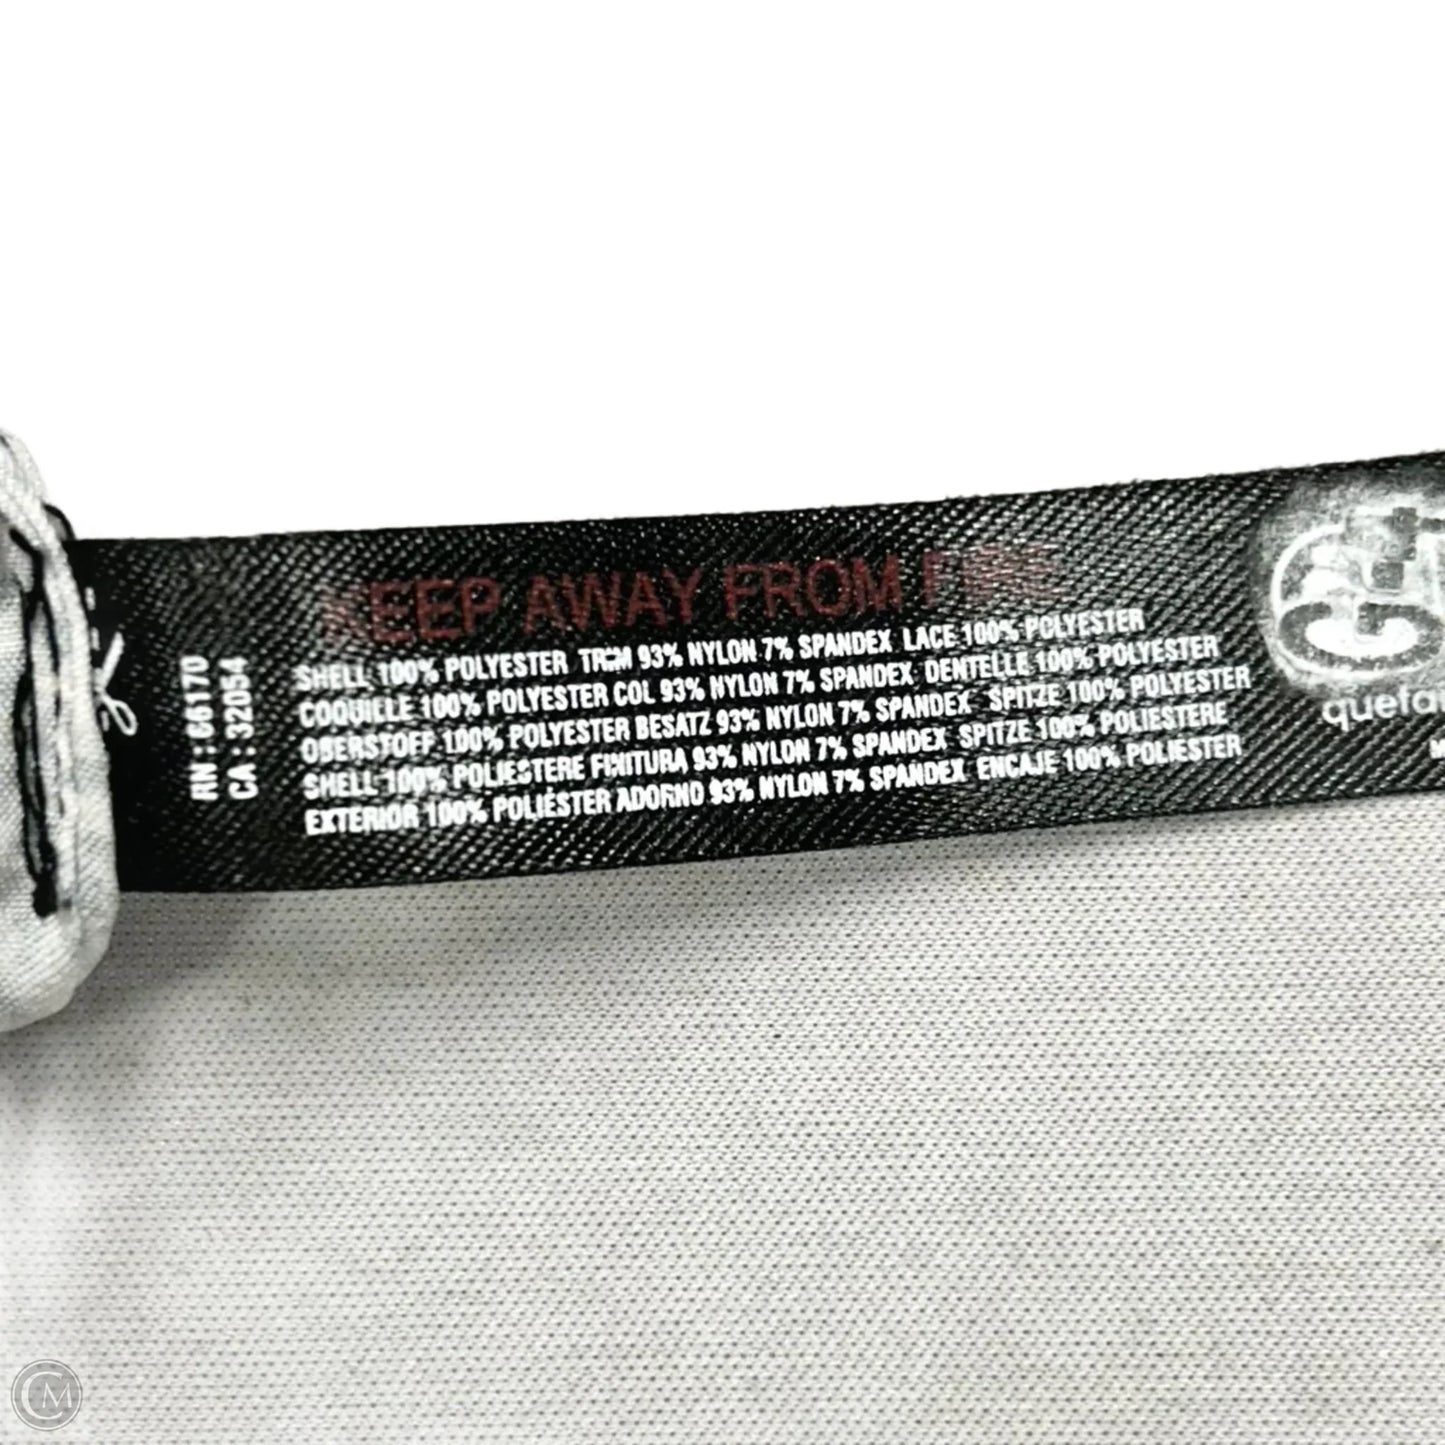 RN : 66170
CA : 32054
KEEP AWAY FROM
SHELL 100% POLYESTER TRIM 93% NYLON 7% SPANDEX LACE 100% POLYESTER
COQUILLE 100% POLYESTER COL 93% NYLON 7% SPANDEX DENTELLE 100% POLYESTER
OBERSTOFF 100% POLYESTER BESATZ 93% NYLON 7% SPANDEX SPITZE 100% POLYESTER
SHELL 100% POLIESTERE FINITURA 93% NYLON 7% SPANDEX SPITZE 100% POLIESTERE
EXTERIOR 100% POLIÉSTER ADORNO 93% NYLON 7% SPANDEX ENCAJE 100% POLIESTER
CM